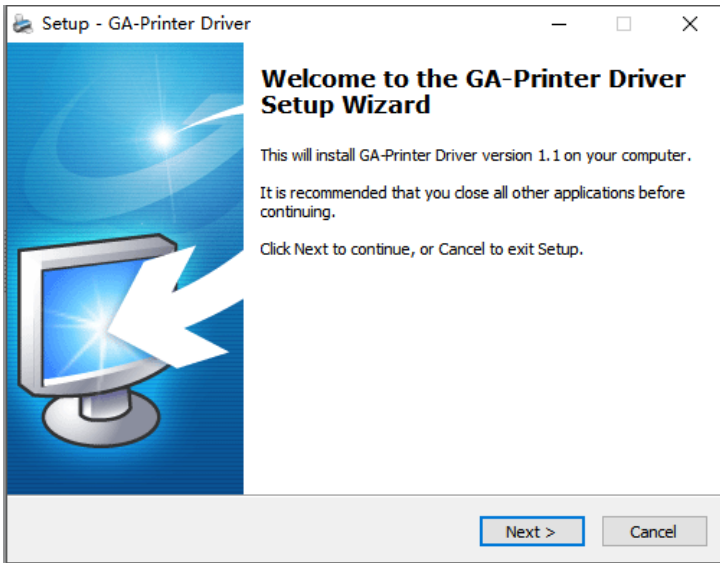 Setup - GA-Printer Driver
Welcome to the GA-Printer Driver
Setup Wizard
This will install GA-Printer Driver version 1.1 on your computer.
It is recommended that you close all other applications before
continuing.
Click Next to continue, or Cancel to exit Setup.
Next >
Cancel